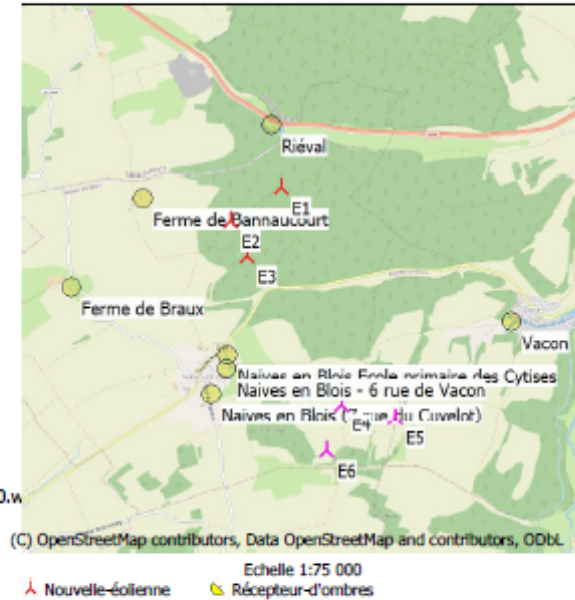 Riéval
E1
Ferme de Bannaucourt
E2
E3
Ferme de Braux
Vacon
Naives en Blois Ecole primaire des Cytises
Naives en Blois - 6 rue de Vacon
Naives en Blois (7 rue du Cuvelot)
E4
E5
E6
(C) OpenStreetMap contributors, Data OpenStreetMap and contributors, ODbL
Echelle 1:75 000
Nouvelle-éolienne
Récepteur-d'ombres